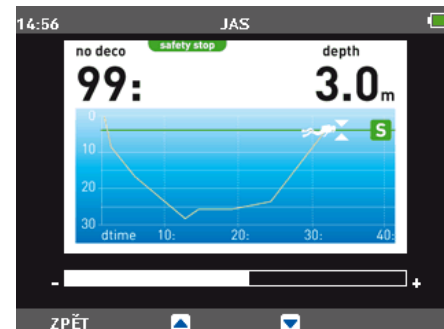 14:56 JAS
no deco safety stop depth
99: 3.0m
0
S
10
20
30
dtime 10: 20: 30: 40:
- +
ZPĚT